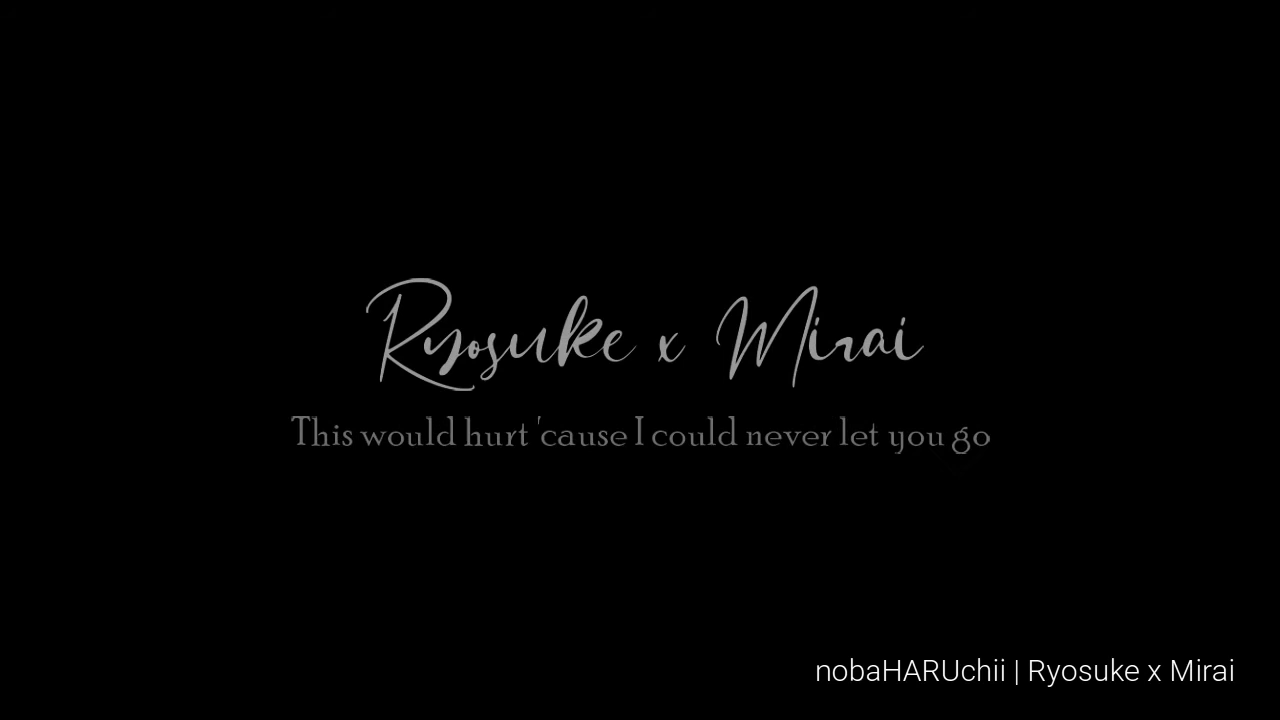 Ryosuke x Mirai
This would hurt 'cause I could never let you go
nobaHARUchii | Ryosuke x Mirai